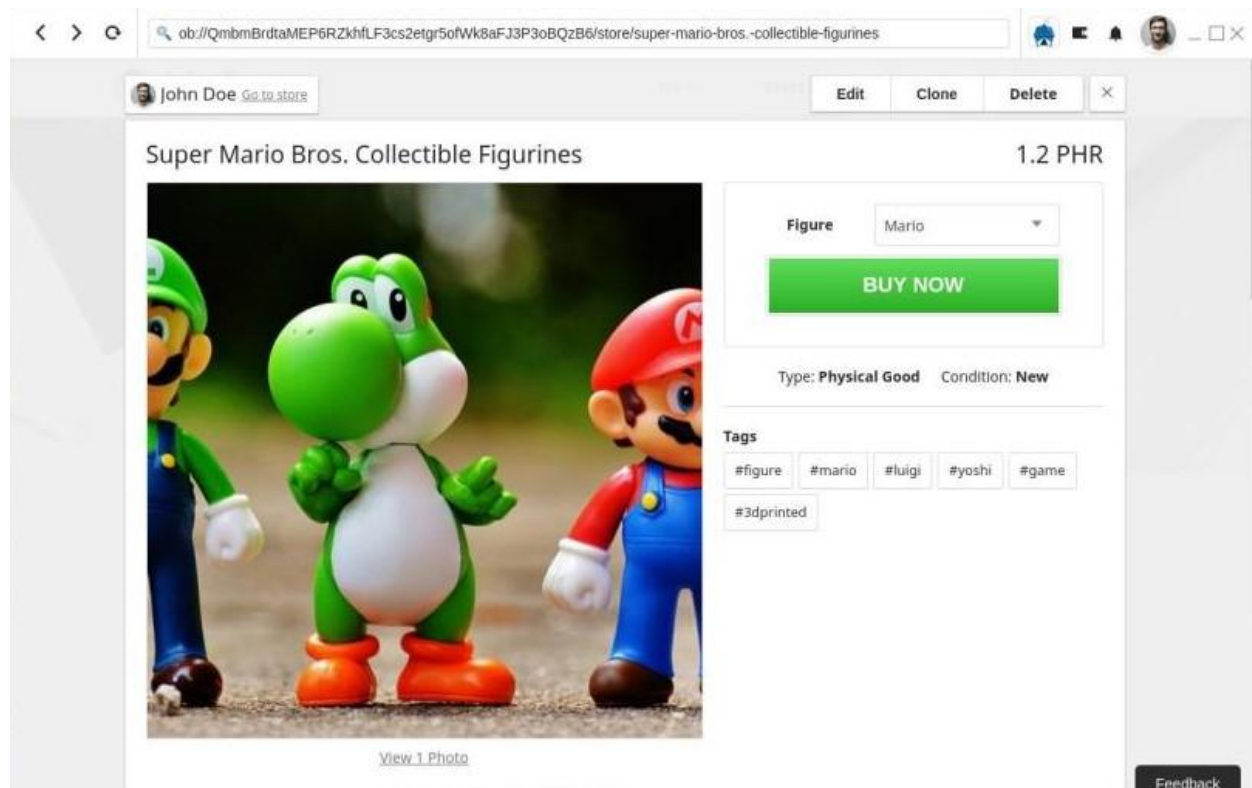 ob://QmbmBrdtaMEP6RZkhfLF3cs2etgr5ofWk8aFJ3P3oBQzB6/store/super-mario-bros.-collectible-figurines
John Doe Go to store
Edit Clone Delete
Super Mario Bros. Collectible Figurines 1.2 PHR
Figure Mario
BUY NOW
Type: Physical Good Condition: New
Tags
#figure #mario #luigi #yoshi #game
#3dprinted
View 1 Photo
Feedback